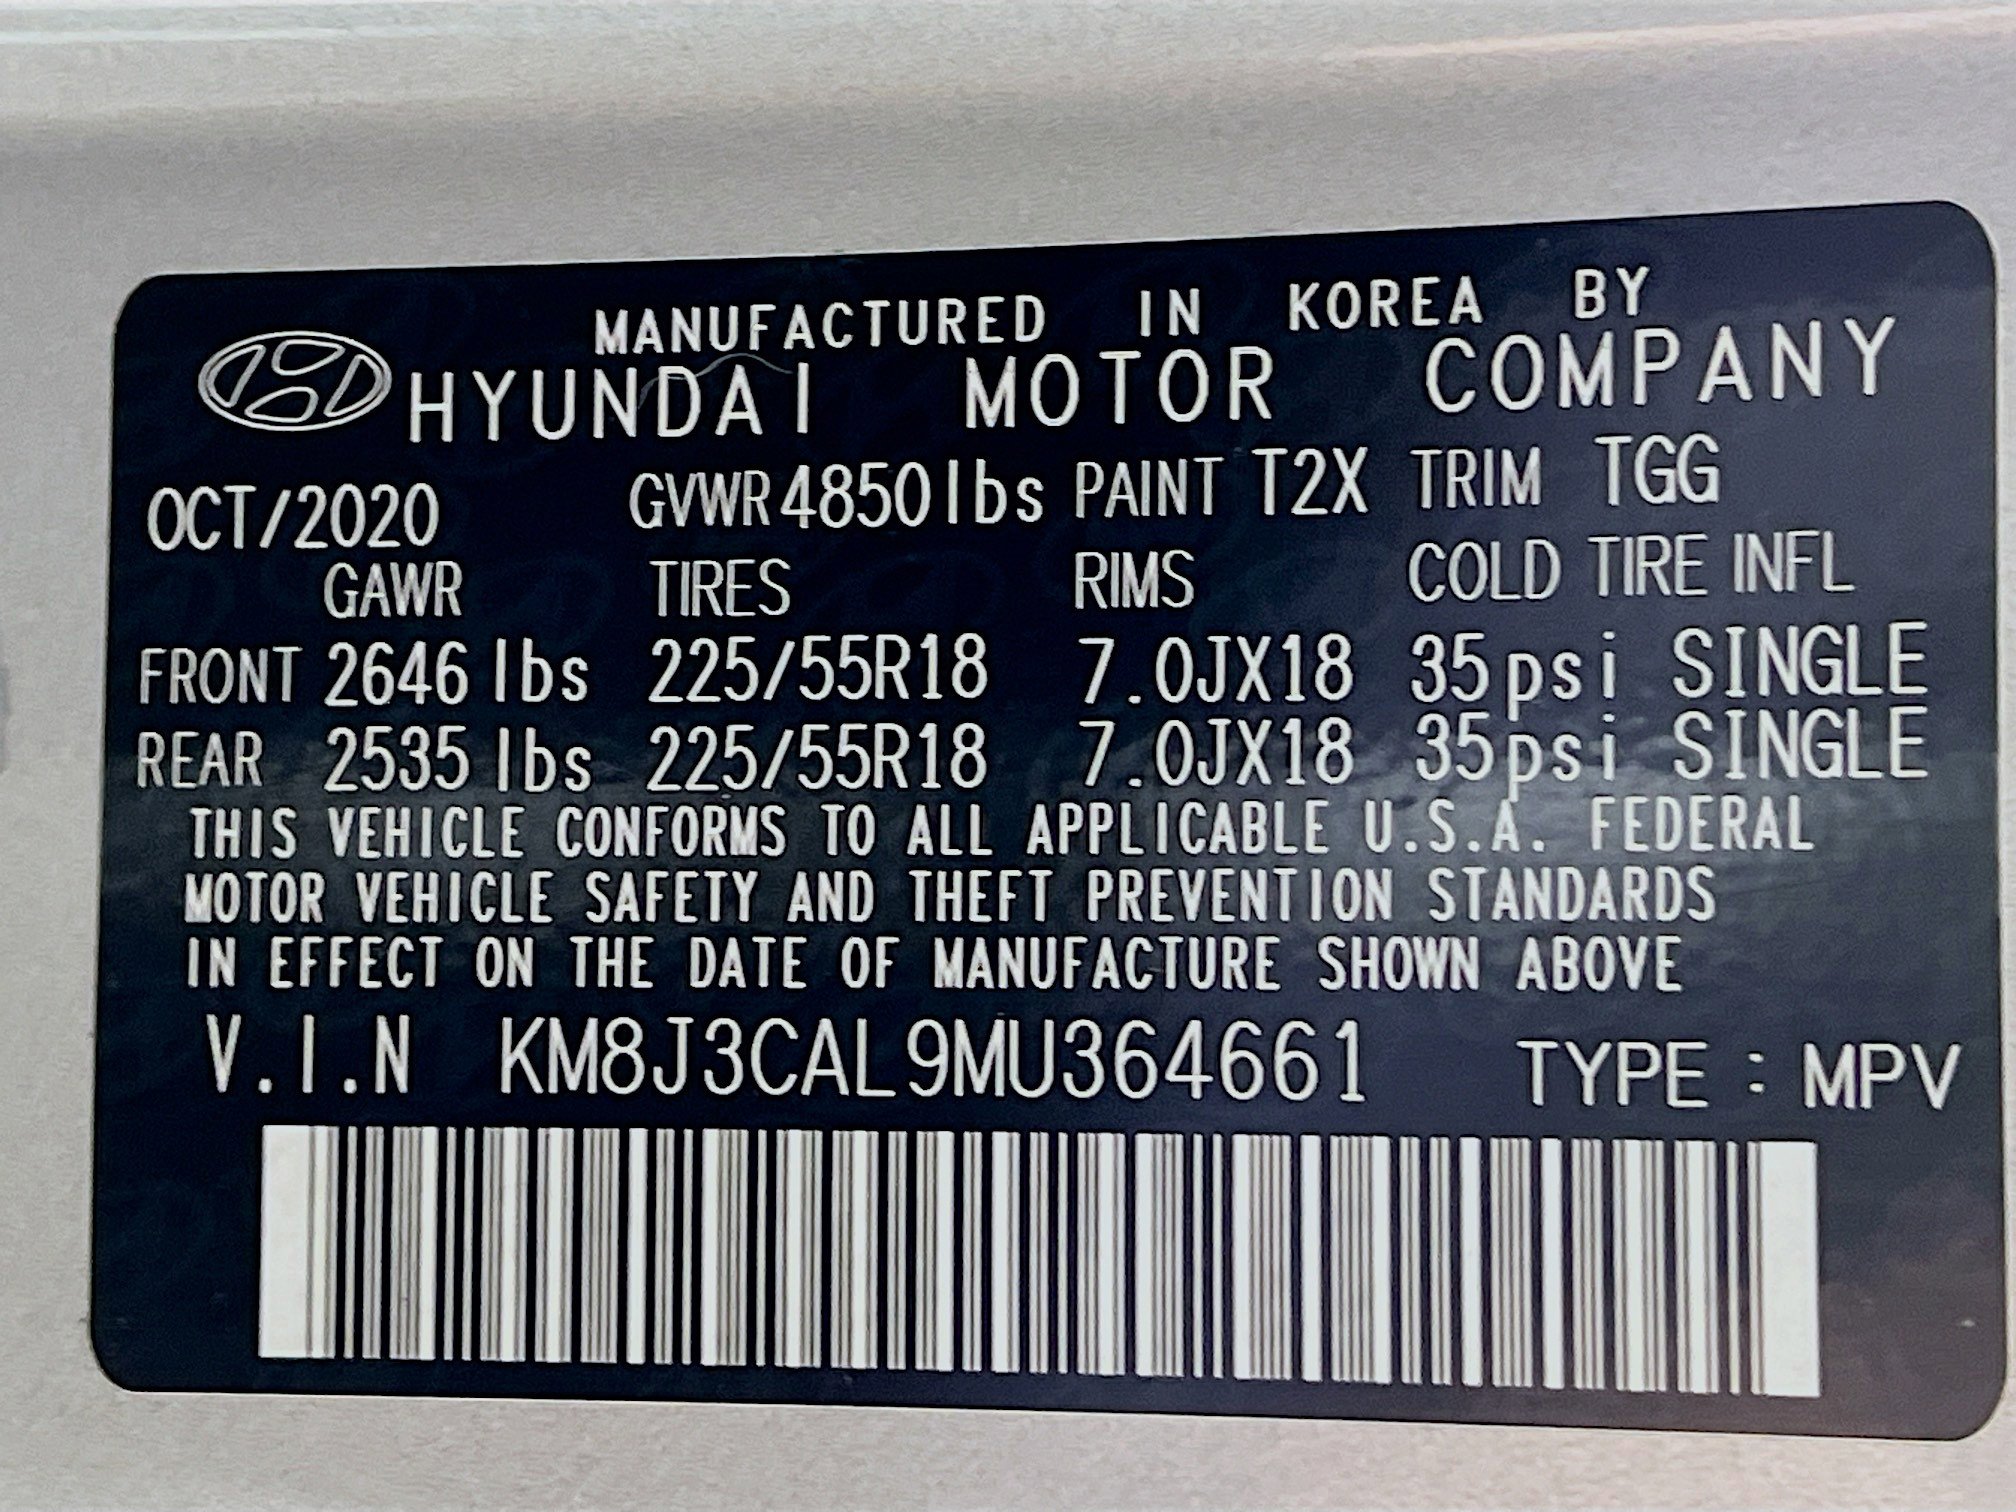 MANUFACTURED IN KOREA BY
HYUNDAI MOTOR COMPANY
OCT/2020 GVWR 4850lbs PAINT T2X TRIM TGG
GAWR TIRES RIMS COLD TIRE INFL
FRONT 2646 lbs 225/55R18 7.0JX18 35psi SINGLE
REAR 2535 lbs 225/55R18 7.0JX18 35psi SINGLE
THIS VEHICLE CONFORMS TO ALL APPLICABLE U.S.A. FEDERAL
MOTOR VEHICLE SAFETY AND THEFT PREVENTION STANDARDS
IN EFFECT ON THE DATE OF MANUFACTURE SHOWN ABOVE
V.I.N KM8J3CAL9MU364661 TYPE : MPV